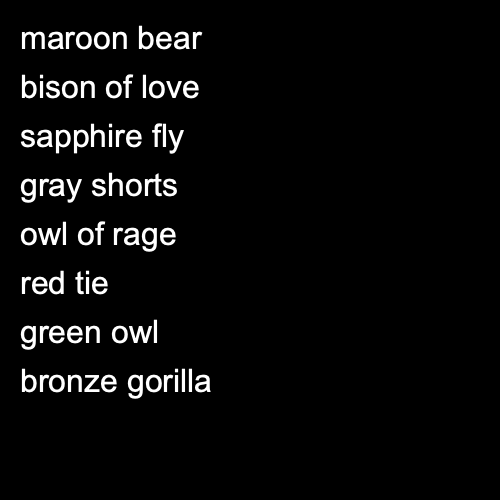 maroon bear
bison of love
sapphire fly
gray shorts
owl of rage
red tie
green owl
bronze gorilla